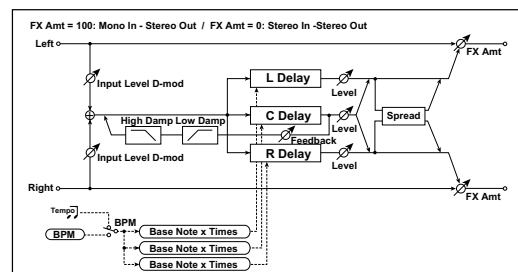 FX Amt = 100: Mono In - Stereo Out / FX Amt = 0: Stereo In -Stereo Out
Left
FX Amt
Input Level D-mod
L Delay
Level
High Damp Low Damp
C Delay
Level
Feedback
Spread
Input Level D-mod
R Delay
Level
Right
FX Amt
Tempo
BPM
BPM
Base Note x Times
Base Note x Times
Base Note x Times